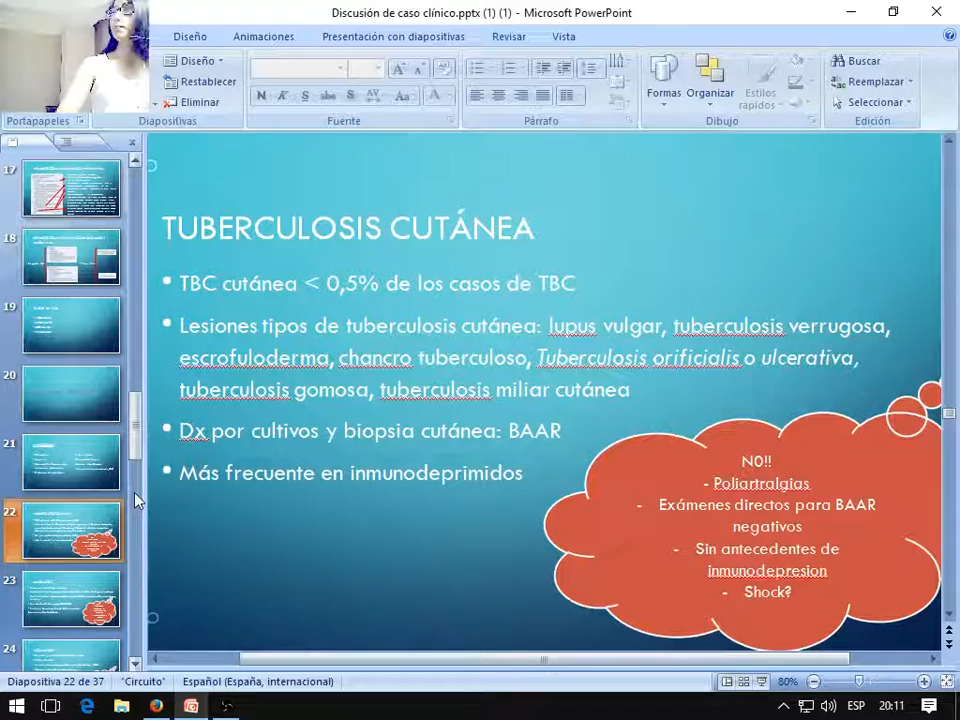 Discusión de caso clínico.pptx (1) (1) - Microsoft PowerPoint
Diseño Animaciones Presentación con diapositivas Revisar Vista
Diseño
Restablecer
Eliminar
N K S abe S AV Aa A
Formas Organizar Estilos rápidos
Buscar
Reemplazar
Seleccionar
Portapapeles Diapositivas Fuente Párrafo Dibujo Edición
17
18
19
20
21
22
23
24
TUBERCULOSIS CUTÁNEA
• TBC cutánea < 0,5% de los casos de TBC
• Lesiones tipos de tuberculosis cutánea: lupus vulgar, tuberculosis verrugosa,
escrofuloderma, chancro tuberculoso, Tuberculosis orificialis o ulcerativa,
tuberculosis gomosa, tuberculosis miliar cutánea
• Dx por cultivos y biopsia cutánea: BAAR
• Más frecuente en inmunodeprimidos
N0!!
- Poliartralgias
- Exámenes directos para BAAR
negativos
- Sin antecedentes de
inmunodepresion
- Shock?
Diapositiva 22 de 37 "Circuito" Español (España, internacional) 80%
ESP 20:11